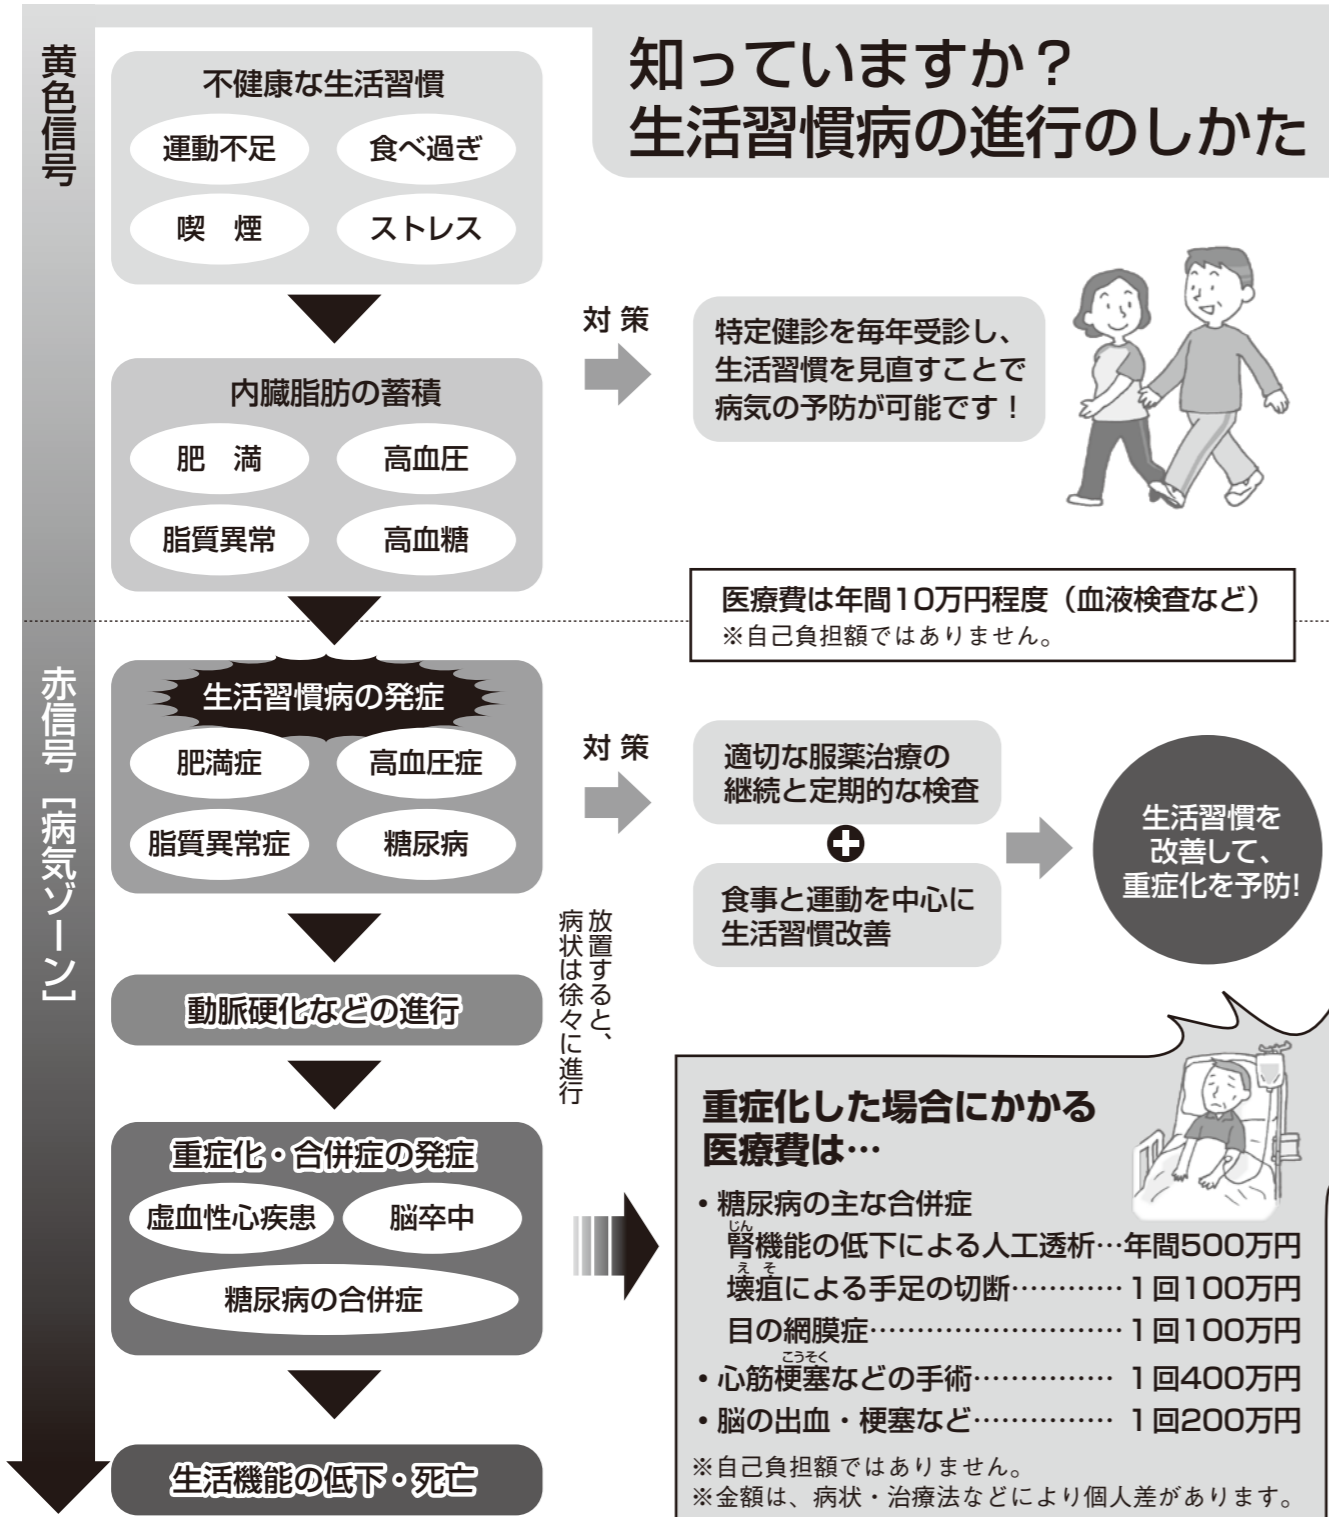 知っていますか？
生活習慣病の進行のしかた
黄色信号
不健康な生活習慣
運動不足
食べ過ぎ
喫　煙
ストレス
対 策
特定健診を毎年受診し、
生活習慣を見直すことで
病気の予防が可能です！
内臓脂肪の蓄積
肥　満
高血圧
脂質異常
高血糖
医療費は年間10万円程度（血液検査など）
※自己負担額ではありません。
赤信号［病気ゾーン］
生活習慣病の発症
肥満症
高血圧症
脂質異常症
糖尿病
対 策
適切な服薬治療の
継続と定期的な検査
食事と運動を中心に
生活習慣改善
生活習慣を
改善して、
重症化を予防!
放置すると、
病状は徐々に進行
動脈硬化などの進行
重症化・合併症の発症
虚血性心疾患
脳卒中
糖尿病の合併症
生活機能の低下・死亡
重症化した場合にかかる
医療費は…
・糖尿病の主な合併症
じん
腎機能の低下による人工透析…年間500万円
えそ
壊疽による手足の切断…………1回100万円
目の網膜症……………………1回100万円
こうそく
・心筋梗塞などの手術……………1回400万円
・脳の出血・梗塞など……………1回200万円
※自己負担額ではありません。
※金額は、病状・治療法などにより個人差があります。